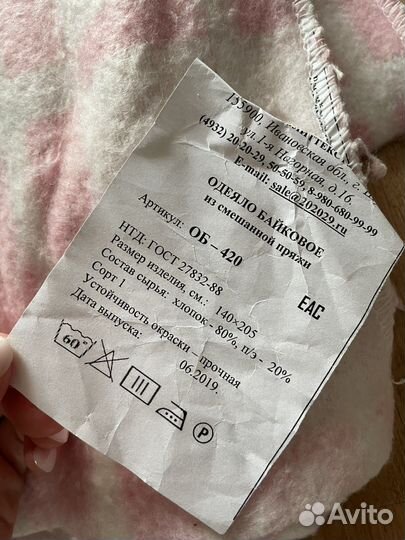 155900, Ивановская обл., г.
ул. 1-я Нагорная, д.16.
(4932) 20-20-29, 50-50-59, 8-980-680-99-99
E-mail: sale@202029.ru
ОДЕЯЛО БАЙКОВОЕ
из смешанной пряжи
Артикул: ОБ – 420
НТД: ГОСТ 27832-88
Размер изделия, см.: 140×205
Состав сырья: хлопок - 80%, п/э - 20%
Сорт 1
Устойчивость окраски – прочная
Дата выпуска: 06.2019.
EAC
60°
P
Avito